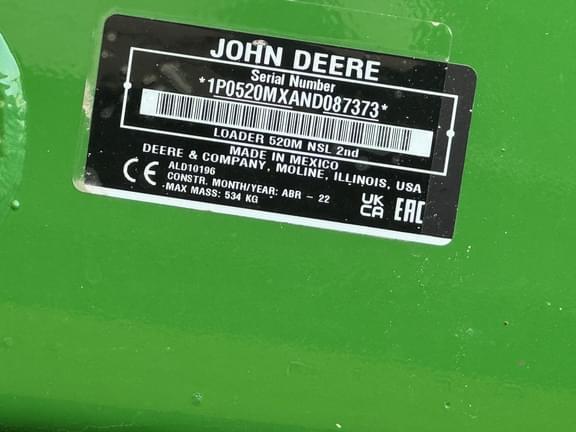 JOHN DEERE
Serial Number
*1P0520MXAND087373*
LOADER 520M NSL 2nd
MADE IN MEXICO
DEERE & COMPANY, MOLINE, ILLINOIS, USA
CE ALD10196
CONSTR. MONTH/YEAR: ABR - 22
MAX MASS: 534 KG
UK
CA
EAC